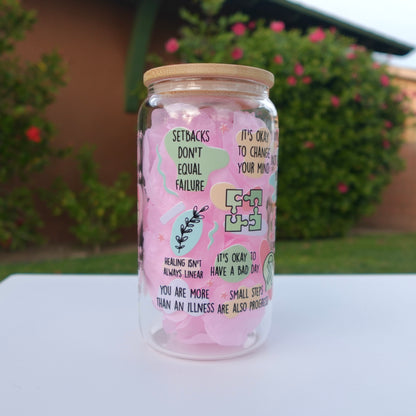 SETBACKS
DON'T
EQUAL
FAILURE
IT'S OKAY
TO CHANGE
YOUR MIND
HEALING ISN'T
ALWAYS LINEAR
IT'S OKAY TO
HAVE A BAD DAY
YOU ARE MORE
THAN AN ILLNESS
SMALL STEPS
ARE ALSO PROGRESS